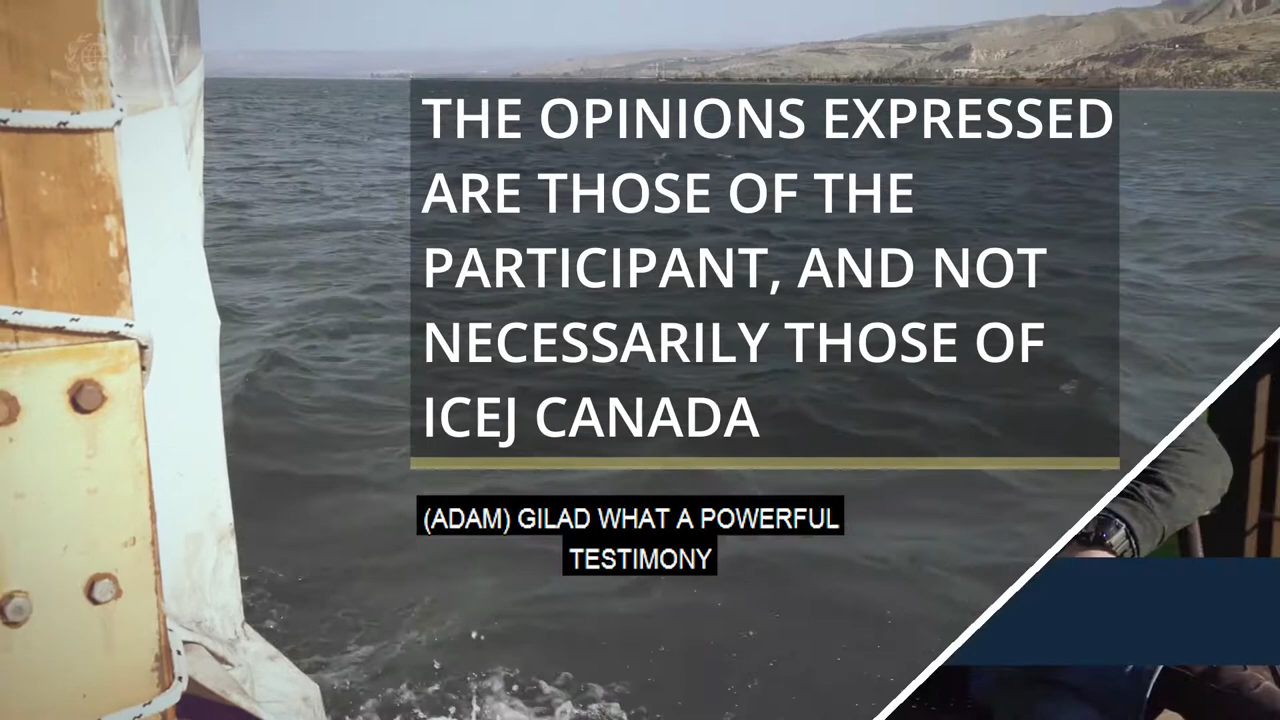 THE OPINIONS EXPRESSED
ARE THOSE OF THE
PARTICIPANT, AND NOT
NECESSARILY THOSE OF
ICEJ CANADA
(ADAM) GILAD WHAT A POWERFUL
TESTIMONY